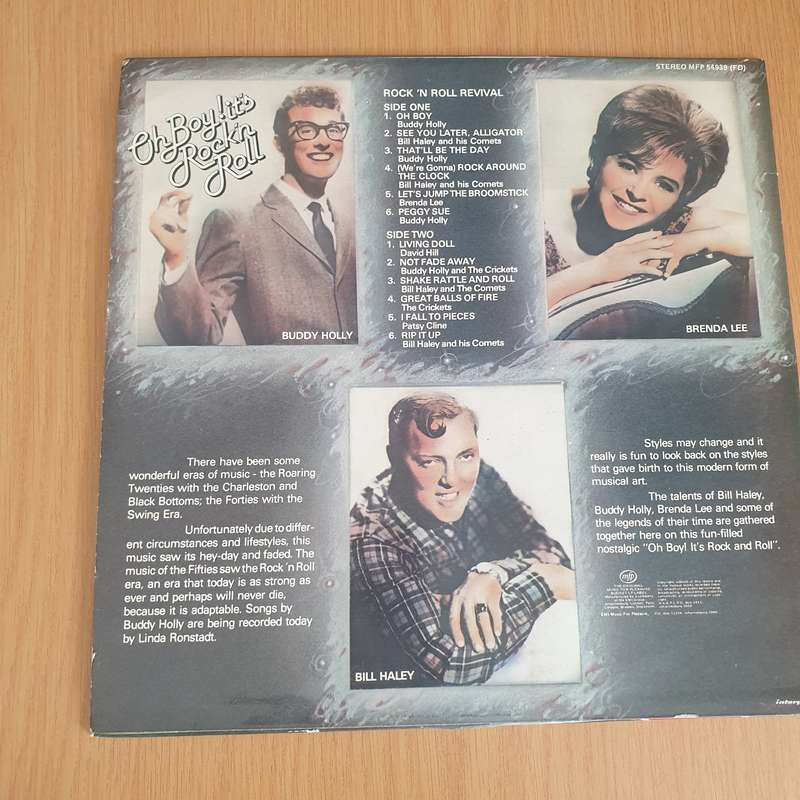 STEREO MFP 54939 (FO)
Oh Boy! it's
Rock'n
Roll
ROCK 'N ROLL REVIVAL
SIDE ONE
1. OH BOY
Buddy Holly
2. SEE YOU LATER, ALLIGATOR
Bill Haley and his Comets
3. THAT'LL BE THE DAY
Buddy Holly
4. (We're Gonna) ROCK AROUND
THE CLOCK
Bill Haley and his Comets
5. LET'S JUMP THE BROOMSTICK
Brenda Lee
6. PEGGY SUE
Buddy Holly
SIDE TWO
1. LIVING DOLL
David Hill
2. NOT FADE AWAY
Buddy Holly and The Crickets
3. SHAKE RATTLE AND ROLL
Bill Haley and The Comets
4. GREAT BALLS OF FIRE
The Crickets
5. I FALL TO PIECES
Patsy Cline
6. RIP IT UP
Bill Haley and his Comets
BUDDY HOLLY
BRENDA LEE
There have been some
wonderful eras of music - the Roaring
Twenties with the Charleston and
Black Bottoms; the Forties with the
Swing Era.
Unfortunately due to differ-
ent circumstances and lifestyles, this
music saw its hey-day and faded. The
music of the Fifties saw the Rock 'n Roll
era, an era that today is as strong as
ever and perhaps will never die,
because it is adaptable. Songs by
Buddy Holly are being recorded today
by Linda Ronstadt.
BILL HALEY
Styles may change and it
really is fun to look back on the styles
that gave birth to this modern form of
musical art.
The talents of Bill Haley,
Buddy Holly, Brenda Lee and some of
the legends of their time are gathered
together here on this fun-filled
nostalgic "Oh Boy! It's Rock and Roll".
mfp